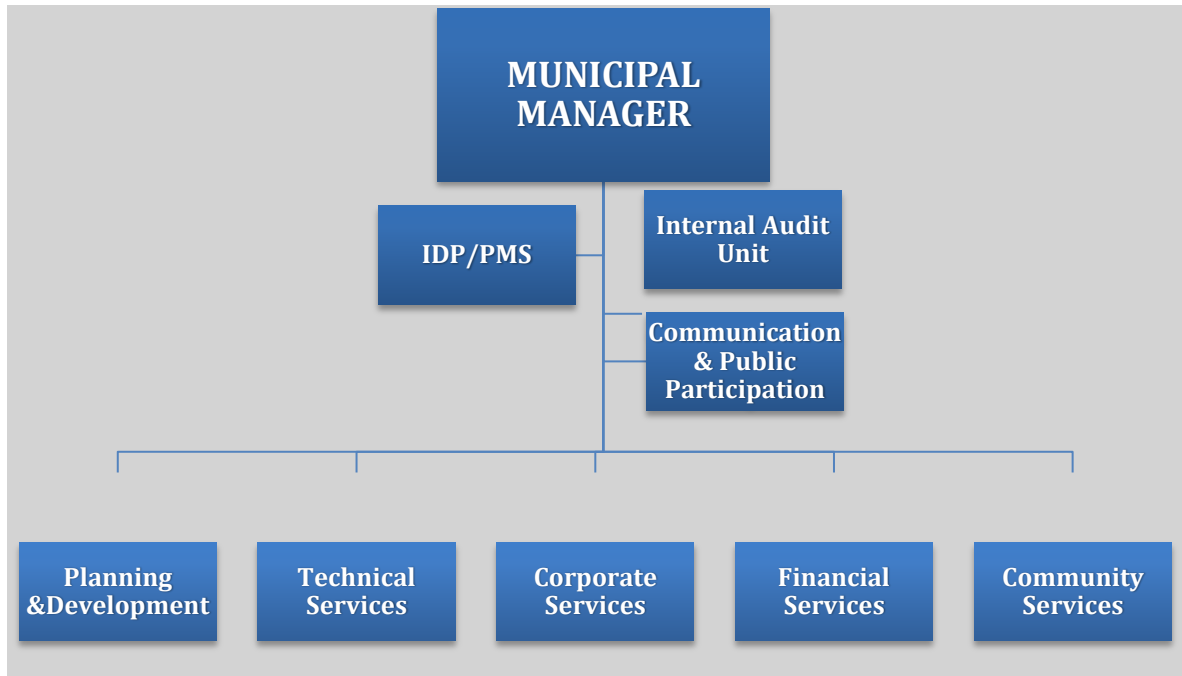 MUNICIPAL
MANAGER
IDP/PMS
Internal Audit
Unit
Communication
& Public
Participation
Planning
&Development
Technical
Services
Corporate
Services
Financial
Services
Community
Services